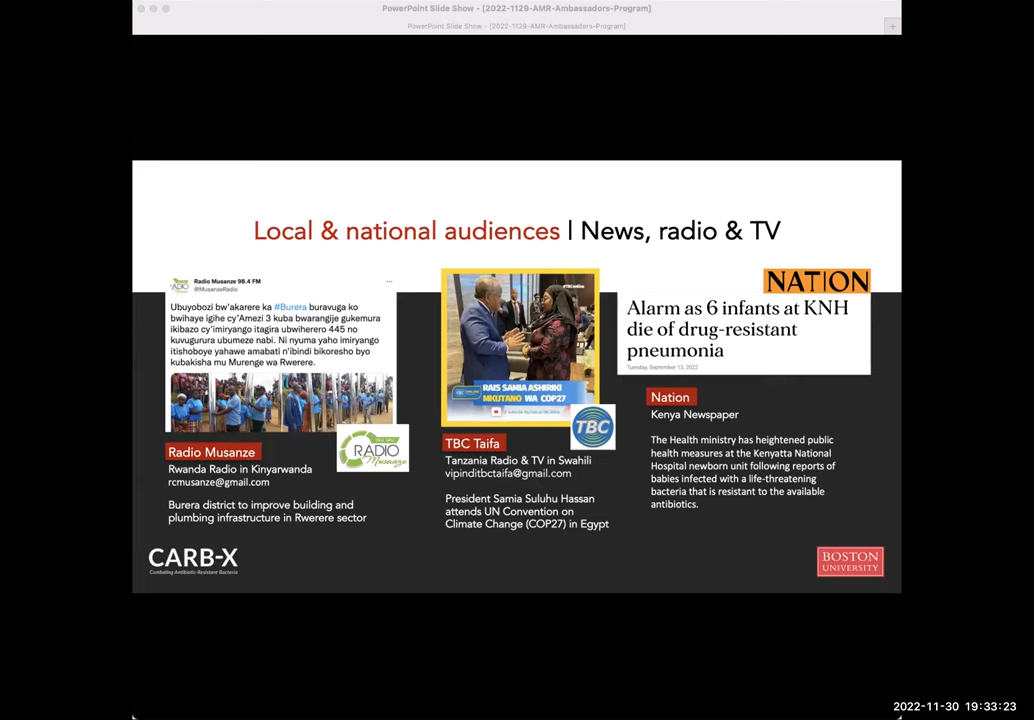 PowerPoint Slide Show - [2022-1129-AMR-Ambassadors-Program]
PowerPoint Slide Show - [2022-1129-AMR-Ambassadors-Program]
Local & national audiences | News, radio & TV
Radio Musanze 98.4 FM
@MusanzeRadio
Ubuyobozi bw'akarere ka #Burera buravuga ko
bwihaye igihe cy'Amezi 3 kuba bwarangije gukemura
ikibazo cy'imiryango itagira ubwiherero 445 no
kuvugurura ubumeze nabi. Ni nyuma yaho imiryango
itishoboye yahawe amabati n'ibindi bikoresho byo
kubakisha mu Murenge wa Rwerere.
RADIO
Musanze
Radio Musanze
Rwanda Radio in Kinyarwanda
rcmusanze@gmail.com
Burera district to improve building and
plumbing infrastructure in Rwerere sector
RAIS SAMIA ASHIRIKI
MKUTANO WA COP27
TBC
TBC Taifa
Tanzania Radio & TV in Swahili
vipinditbctaifa@gmail.com
President Samia Suluhu Hassan
attends UN Convention on
Climate Change (COP27) in Egypt
NATION
Alarm as 6 infants at KNH
die of drug-resistant
pneumonia
Tuesday, September 13, 2022
Nation
Kenya Newspaper
The Health ministry has heightened public
health measures at the Kenyatta National
Hospital newborn unit following reports of
babies infected with a life-threatening
bacteria that is resistant to the available
antibiotics.
CARB-X
Combating Antibiotic-Resistant Bacteria
BOSTON
UNIVERSITY
2022-11-30 19:33:23